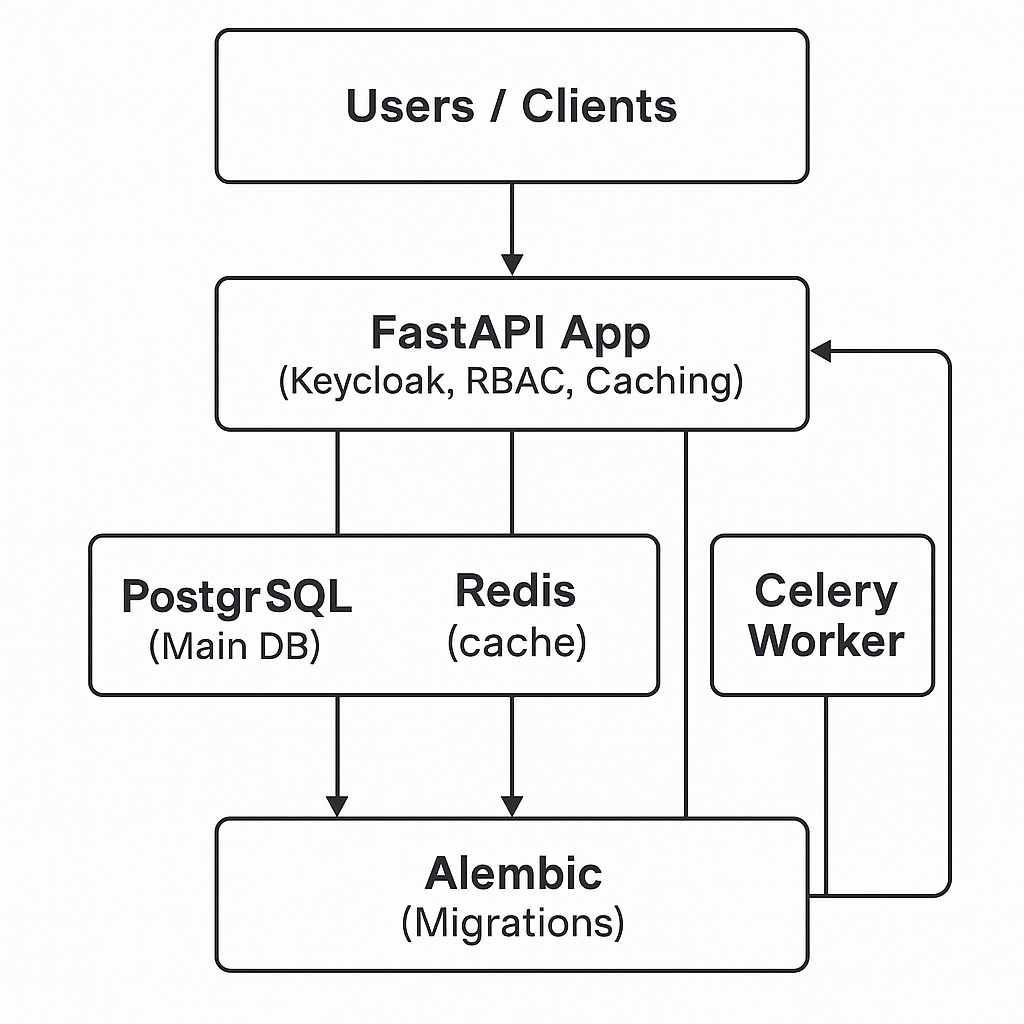 Users / Clients
FastAPI App
(Keycloak, RBAC, Caching)
PostgrSQL
(Main DB)
Redis
(cache)
Celery
Worker
Alembic
(Migrations)